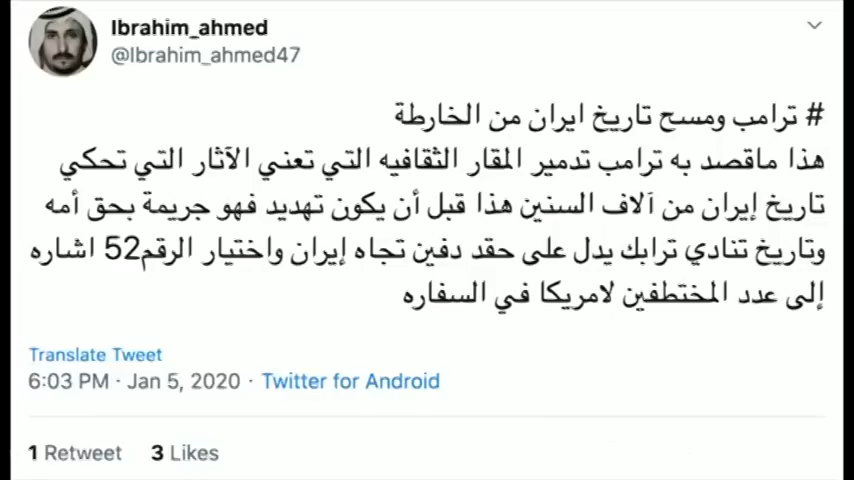 Ibrahim_ahmed
@Ibrahim_ahmed47
# ترامب ومسح تاريخ ايران من الخارطة
هذا ماقصد به ترامب تدمير المقار الثقافيه التي تعني الآثار التي تحكي
تاريخ إيران من آلاف السنين هذا قبل أن يكون تهديد فهو جريمة بحق أمه
وتاريخ تنادي ترابك يدل على حقد دفين تجاه إيران واختيار الرقم52 اشاره
إلى عدد المختطفين لامريكا في السفاره
Translate Tweet
6:03 PM · Jan 5, 2020 · Twitter for Android
1 Retweet 3 Likes